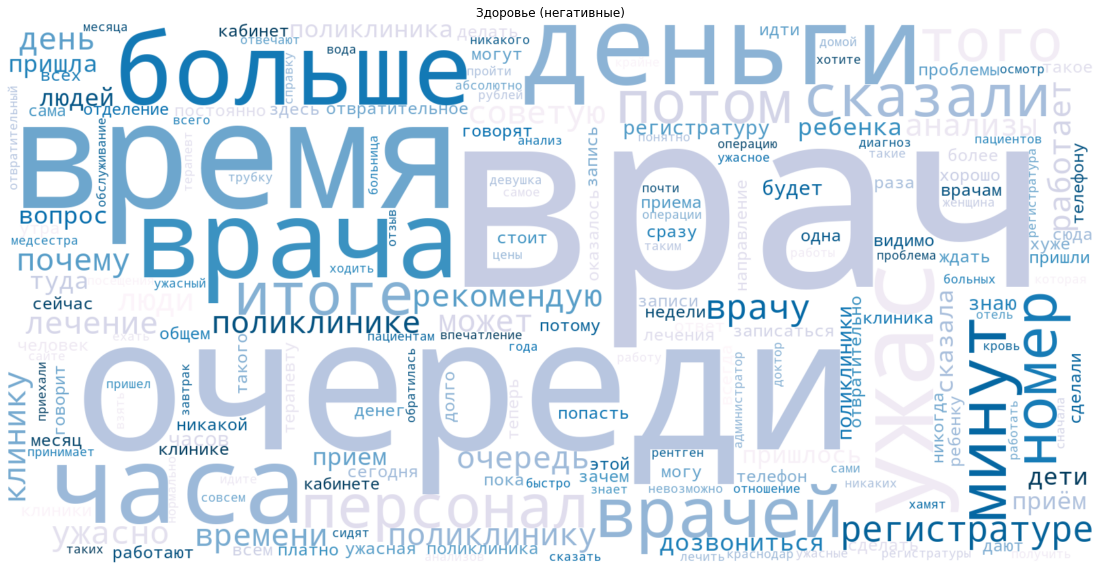 Здоровье (негативные)
месяца
кабинет
поликлиника
делать
никакого
деньги
идти
домой
того
день
больше
отвечают
вода
могут
хотите
пришла
справку
пройти
проблемы
осмотр
такое
всех
абсолютно
рублей
людей
сама
отделение
постоянно
здесь
отвратительное
советую
потом
сказали
отвратительный
время
всего
говорят
запись
регистратуру
ребенка
анализы
работает
обслуживание
терапевт
больница
анализ
врач
понятно
операцию
диагноз
пациентов
ужасное
такие
более
трубку
девушка
самое
почти
приема
операции
будет
раза
хорошо
врачам
женщина
телефону
регистратура
вопрос
утра
врача
отзыв
стоит
оказалось
сразу
таким
направление
одна
видимо
хуже
сюда
медсестра
почему
цены
работы
проблема
ждать
пришли
туда
ужасный
ходить
больных
которая
сейчас
люди
итоге
рекомендую
записи
недели
врачу
ужас
знаю
отель
лечение
общем
поликлинике
может
потому
ответ
лечения
записаться
поликлиники
отвратительно
клиника
сказала
минут
номер
человек
сайте
ехать
такого
пациентам
впечатление
года
работу
кровь
очереди
клинику
говорит
приехали
пришел
взять
завтрак
терапевту
денег
обратилась
долго
теперь
попасть
администратор
доктор
никогда
ребенку
работать
сначала
сделали
месяц
принимает
никакой
часов
клинике
прием
сегодня
очередь
этой
рентген
пришлось
сами
часа
нормально
совсем
идите
кабинете
пока
быстро
зачем
знает
могу
невозможно
телефон
отношение
никаких
дети
клиники
персонал
врачей
хамят
приём
ужасно
времени
сидят
поликлинику
дозвониться
регистратуре
таких
работают
всем
платно
ужасная
поликлиника
сказать
лечить
краснодар
ужасные
сделать
регистратуры
дают
получить
анализов